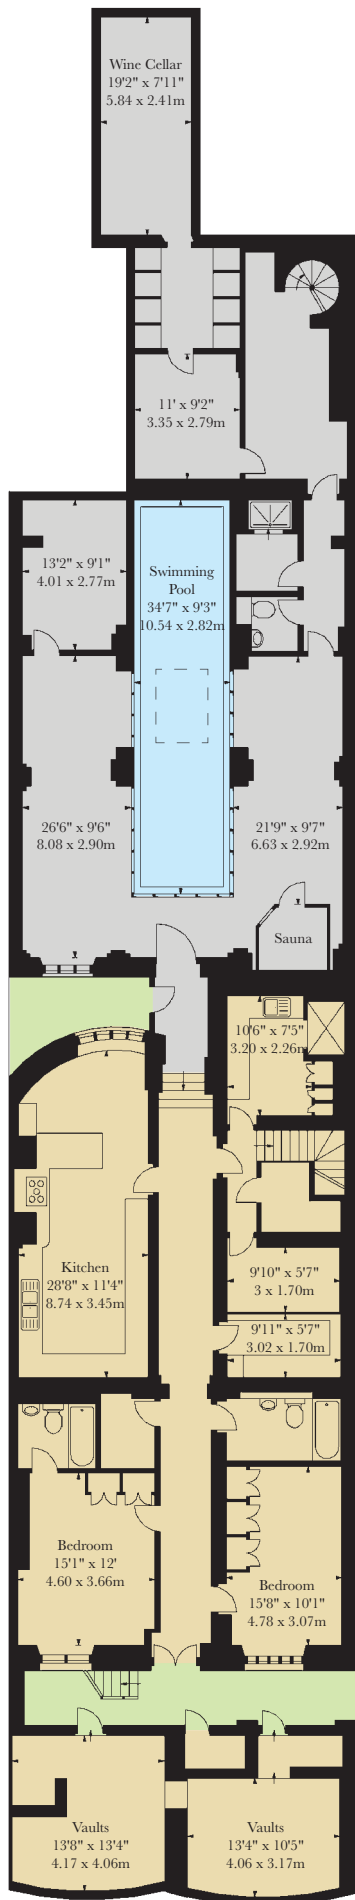 Wine Cellar
19'2" x 7'11"
5.84 x 2.41m
11' x 9'2"
3.35 x 2.79m
13'2" x 9'1"
4.01 x 2.77m
Swimming
Pool
34'7" x 9'3"
10.54 x 2.82m
26'6" x 9'6"
8.08 x 2.90m
21'9" x 9'7"
6.63 x 2.92m
Sauna
10'6" x 7'5"
3.20 x 2.26m
Kitchen
28'8" x 11'4"
8.74 x 3.45m
9'10" x 5'7"
3 x 1.70m
9'11" x 5'7"
3.02 x 1.70m
Bedroom
15'1" x 12'
4.60 x 3.66m
Bedroom
15'8" x 10'1"
4.78 x 3.07m
Vaults
13'8" x 13'4"
4.17 x 4.06m
Vaults
13'4" x 10'5"
4.06 x 3.17m